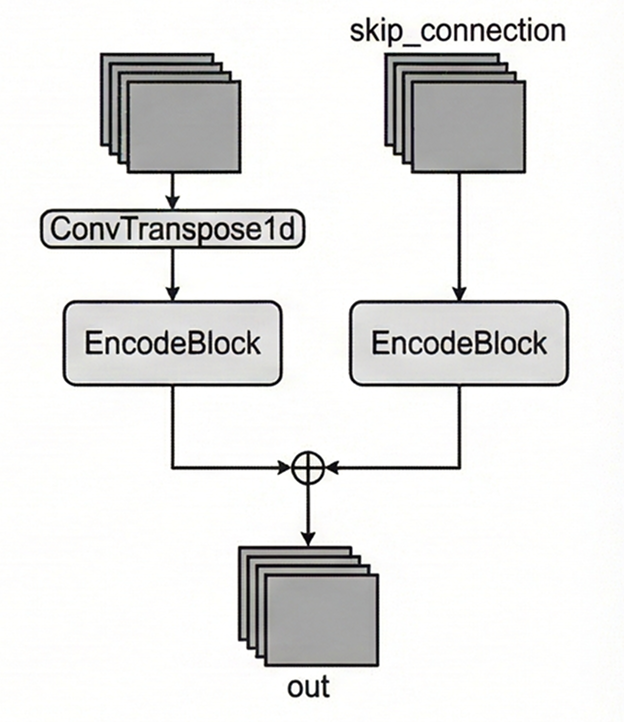 skip_connection
ConvTranspose1d
EncodeBlock
EncodeBlock
out